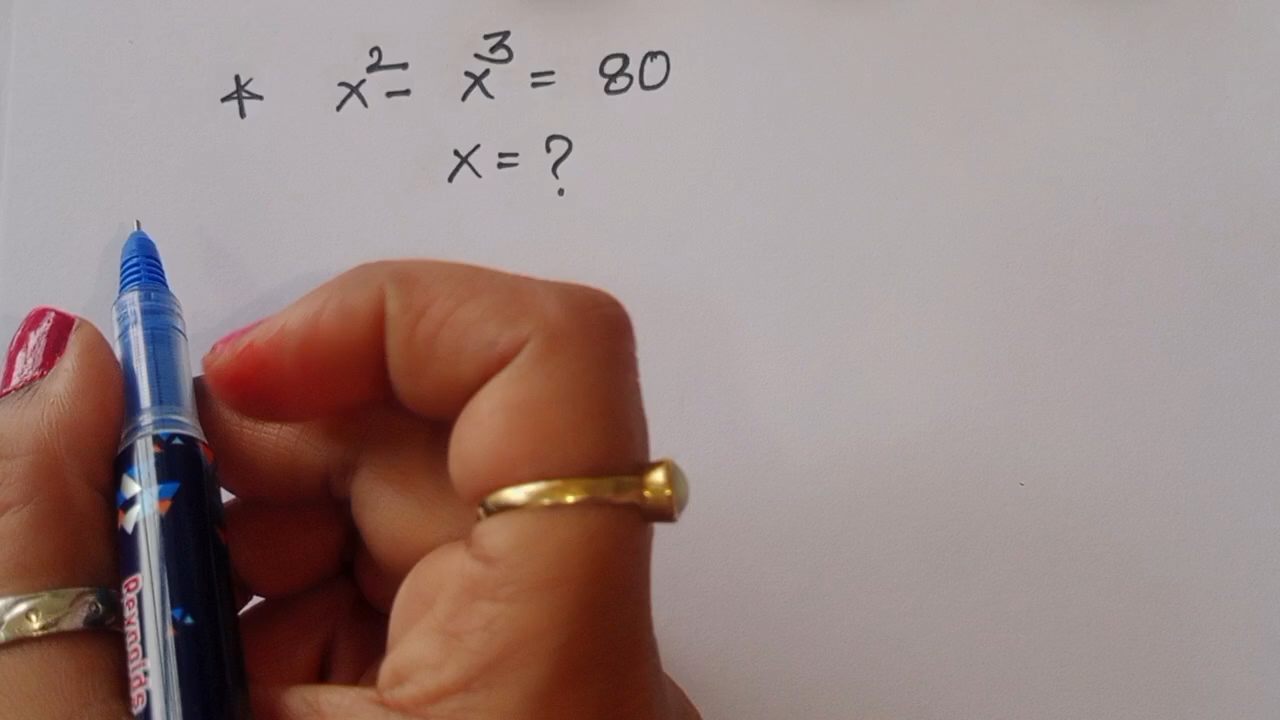 * x² - x³ = 80
x = ?
Reynolds